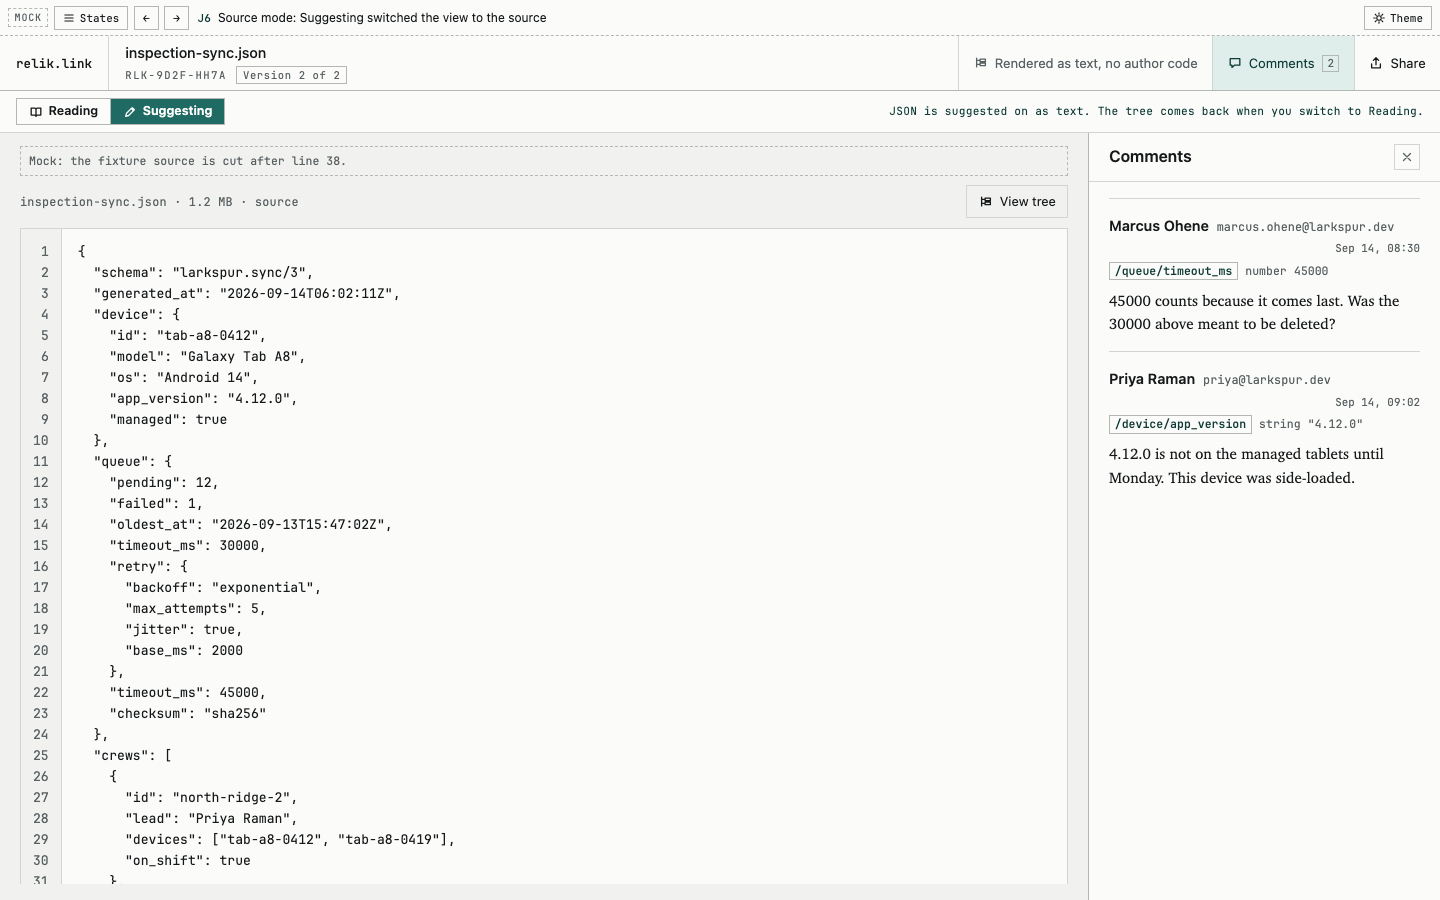 MOCK States ← → J6 Source mode: Suggesting switched the view to the source Theme
relik.link
inspection-sync.json
RLK-9D2F-HH7A Version 2 of 2
Rendered as text, no author code
Comments 2
Share
Reading Suggesting
JSON is suggested on as text. The tree comes back when you switch to Reading.
Mock: the fixture source is cut after line 38.
inspection-sync.json · 1.2 MB · source
View tree
1 {
2 "schema": "larkspur.sync/3",
3 "generated_at": "2026-09-14T06:02:11Z",
4 "device": {
5 "id": "tab-a8-0412",
6 "model": "Galaxy Tab A8",
7 "os": "Android 14",
8 "app_version": "4.12.0",
9 "managed": true
10 },
11 "queue": {
12 "pending": 12,
13 "failed": 1,
14 "oldest_at": "2026-09-13T15:47:02Z",
15 "timeout_ms": 30000,
16 "retry": {
17 "backoff": "exponential",
18 "max_attempts": 5,
19 "jitter": true,
20 "base_ms": 2000
21 },
22 "timeout_ms": 45000,
23 "checksum": "sha256"
24 },
25 "crews": [
26 {
27 "id": "north-ridge-2",
28 "lead": "Priya Raman",
29 "devices": ["tab-a8-0412", "tab-a8-0419"],
30 "on_shift": true
31 }
Comments
Marcus Ohene marcus.ohene@larkspur.dev
Sep 14, 08:30
/queue/timeout_ms number 45000
45000 counts because it comes last. Was the
30000 above meant to be deleted?
Priya Raman priya@larkspur.dev
Sep 14, 09:02
/device/app_version string "4.12.0"
4.12.0 is not on the managed tablets until
Monday. This device was side-loaded.